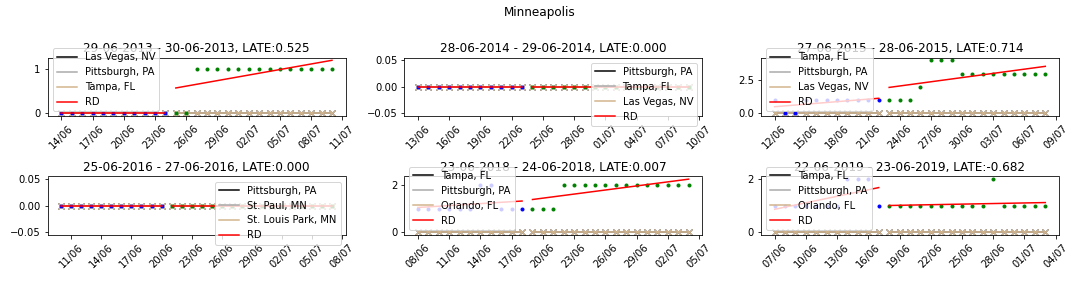 Minneapolis
29-06-2013 - 30-06-2013, LATE:0.525
Las Vegas, NV
Pittsburgh, PA
Tampa, FL
RD
1
0
14/06
17/06
20/06
23/06
26/06
29/06
02/07
05/07
08/07
11/07
28-06-2014 - 29-06-2014, LATE:0.000
Pittsburgh, PA
Tampa, FL
Las Vegas, NV
RD
0.05
0.00
−0.05
13/06
16/06
19/06
22/06
25/06
28/06
01/07
04/07
07/07
10/07
27-06-2015 - 28-06-2015, LATE:0.714
Tampa, FL
Pittsburgh, PA
Las Vegas, NV
RD
2.5
0.0
12/06
15/06
18/06
21/06
24/06
27/06
30/06
03/07
06/07
09/07
25-06-2016 - 27-06-2016, LATE:0.000
Pittsburgh, PA
St. Paul, MN
St. Louis Park, MN
RD
0.05
0.00
−0.05
11/06
14/06
17/06
20/06
23/06
26/06
29/06
02/07
05/07
08/07
23-06-2018 - 24-06-2018, LATE:0.007
Tampa, FL
Pittsburgh, PA
Orlando, FL
RD
2
0
08/06
11/06
14/06
17/06
20/06
23/06
26/06
29/06
02/07
05/07
22-06-2019 - 23-06-2019, LATE:-0.682
Tampa, FL
Pittsburgh, PA
Orlando, FL
RD
2
0
07/06
10/06
13/06
16/06
19/06
22/06
25/06
28/06
01/07
04/07